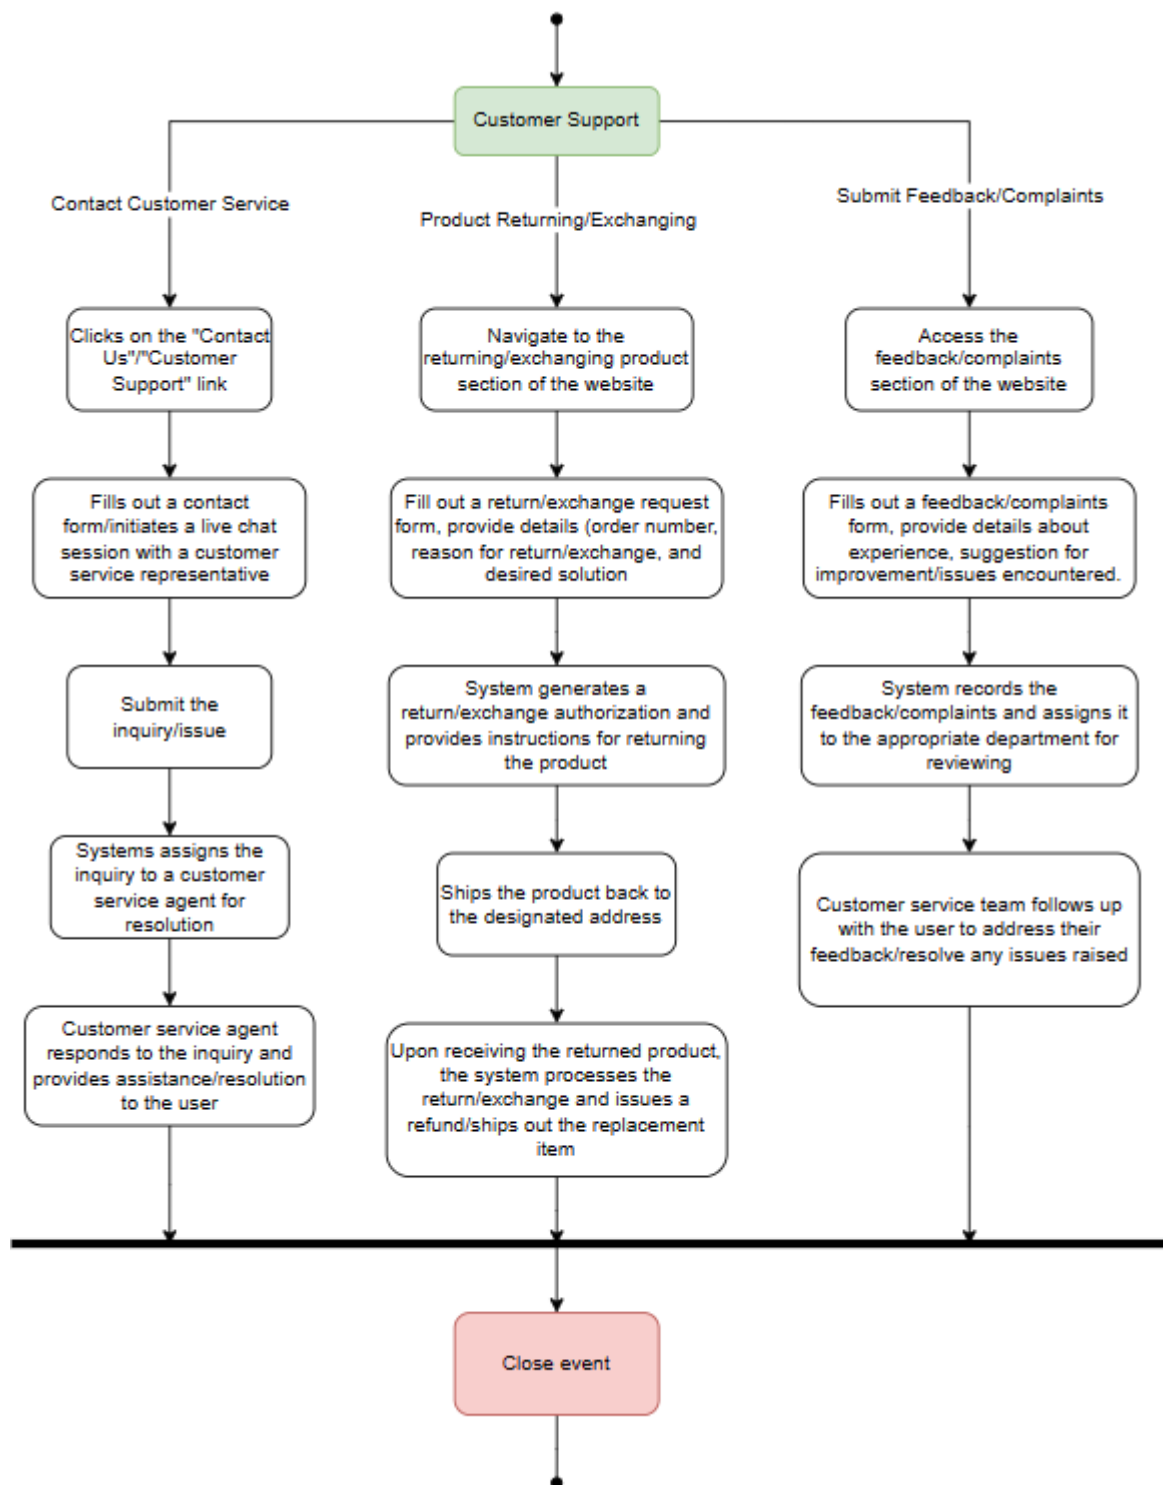 Customer Support
Contact Customer Service
Product Returning/Exchanging
Submit Feedback/Complaints
Clicks on the "Contact
Us"/"Customer
Support" link
Navigate to the
returning/exchanging product
section of the website
Access the
feedback/complaints
section of the website
Fills out a contact
form/initiates a live chat
session with a customer
service representative
Fill out a return/exchange request
form, provide details (order number,
reason for return/exchange, and
desired solution
Fills out a feedback/complaints
form, provide details about
experience, suggestion for
improvement/issues encountered.
Submit the
inquiry/issue
System generates a
return/exchange authorization and
provides instructions for returning
the product
System records the
feedback/complaints and assigns it
to the appropriate department for
reviewing
Systems assigns the
inquiry to a customer
service agent for
resolution
Ships the product back to
the designated address
Customer service team follows up
with the user to address their
feedback/resolve any issues raised
Customer service agent
responds to the inquiry and
provides assistance/resolution
to the user
Upon receiving the returned product,
the system processes the
return/exchange and issues a
refund/ships out the replacement
item
Close event